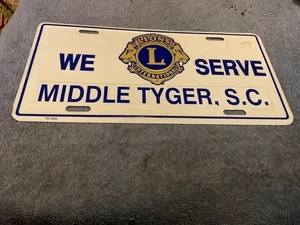 LIONS
WE L SERVE
INTERNATIONAL
MIDDLE TYGER, S.C.